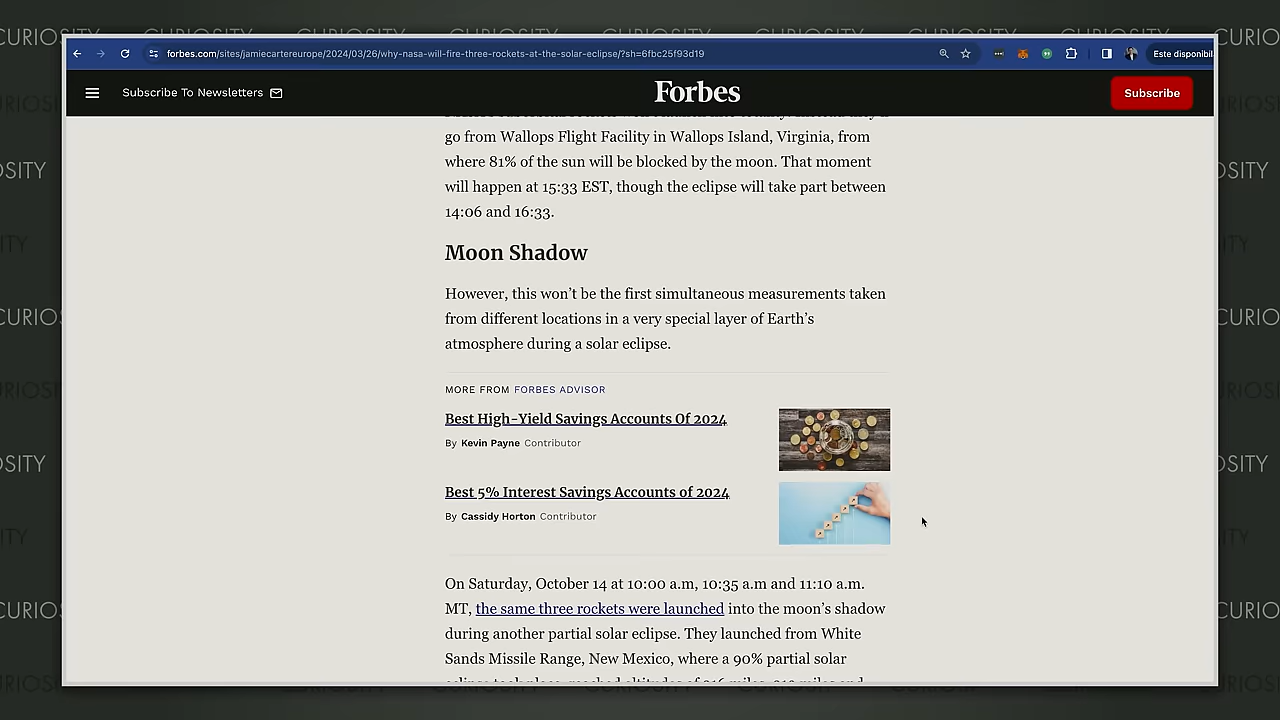 forbes.com/sites/jamiecartereurope/2024/03/26/why-nasa-will-fire-three-rockets-at-the-solar-eclipse/?sh=6fbc25f93d19
Este disponibil
Subscribe To Newsletters
Forbes
Subscribe
go from Wallops Flight Facility in Wallops Island, Virginia, from
where 81% of the sun will be blocked by the moon. That moment
will happen at 15:33 EST, though the eclipse will take part between
14:06 and 16:33.
Moon Shadow
However, this won’t be the first simultaneous measurements taken
from different locations in a very special layer of Earth’s
atmosphere during a solar eclipse.
MORE FROM FORBES ADVISOR
Best High-Yield Savings Accounts Of 2024
By Kevin Payne Contributor
Best 5% Interest Savings Accounts of 2024
By Cassidy Horton Contributor
On Saturday, October 14 at 10:00 a.m, 10:35 a.m and 11:10 a.m.
MT, the same three rockets were launched into the moon’s shadow
during another partial solar eclipse. They launched from White
Sands Missile Range, New Mexico, where a 90% partial solar
CURIOSITY